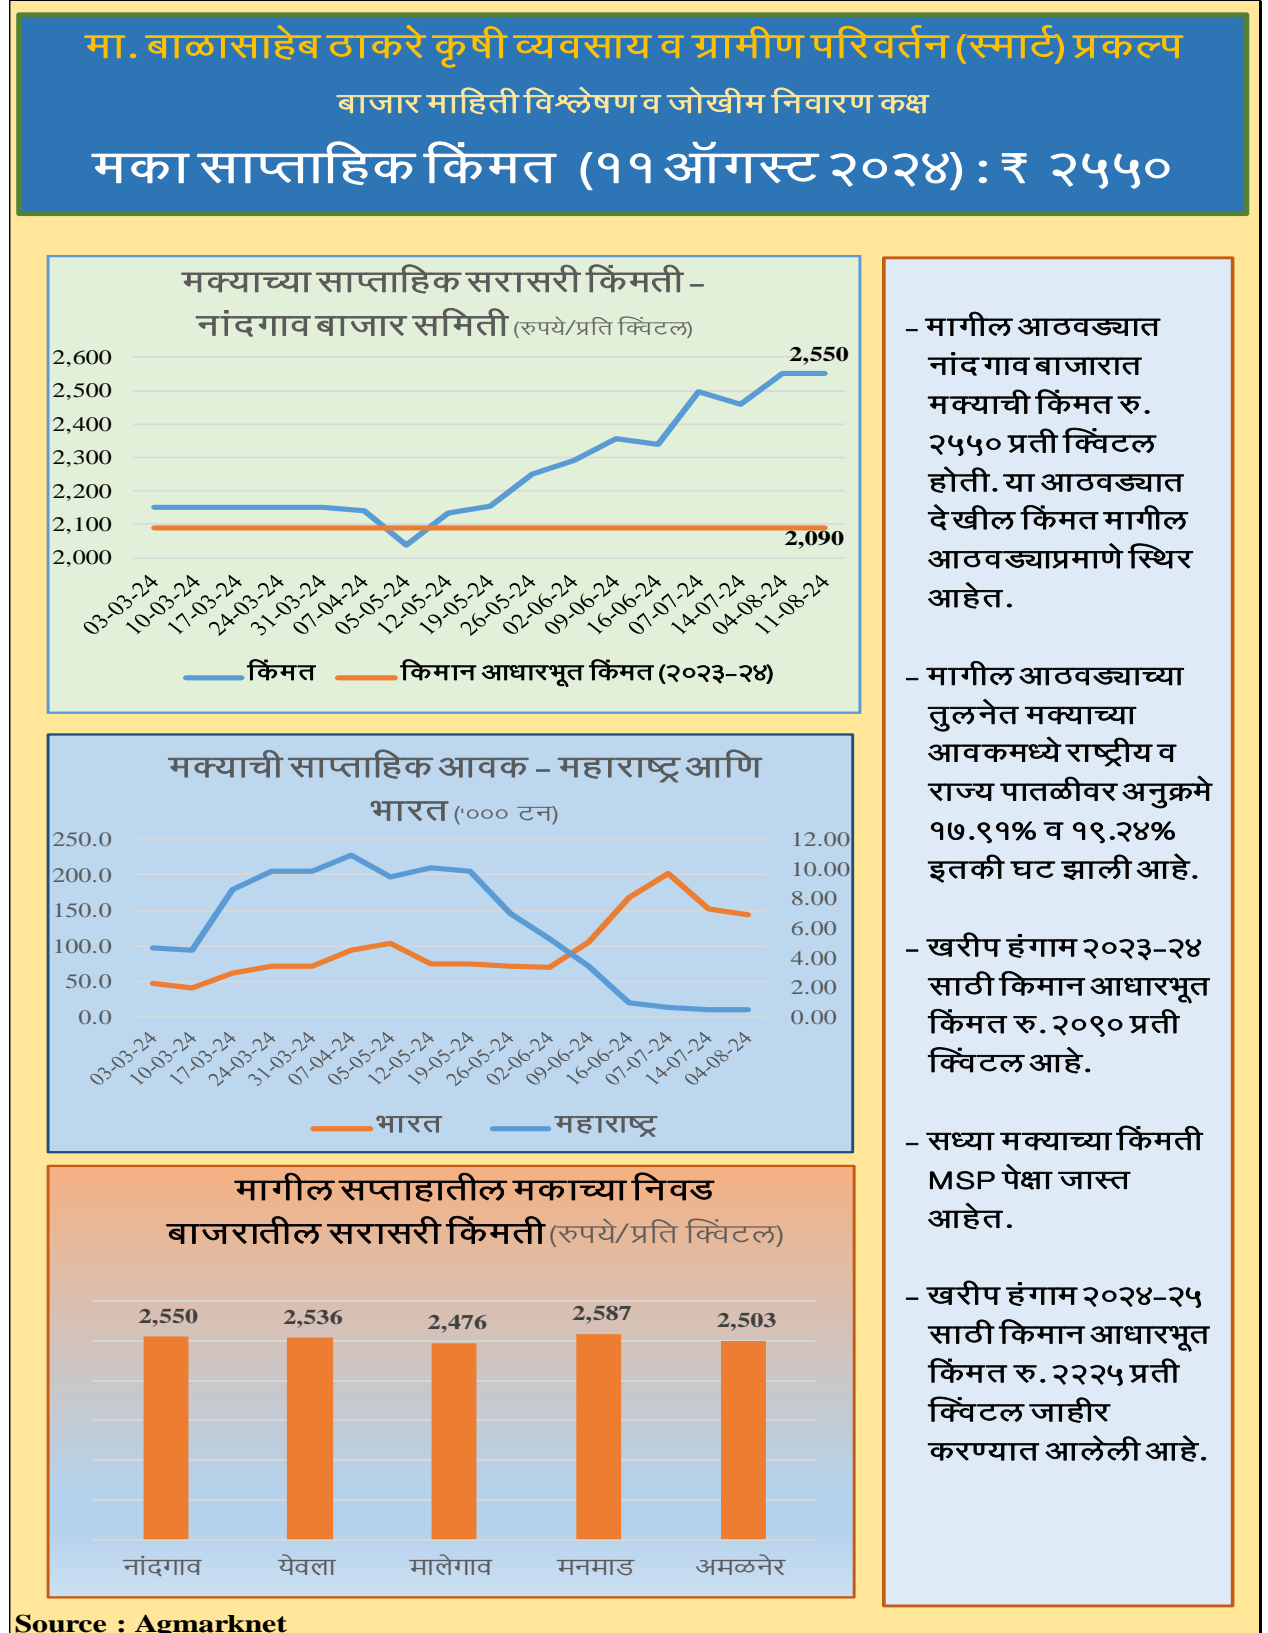 मा. बाळासाहेब ठाकरे कृषी व्यवसाय व ग्रामीण परिवर्तन (स्मार्ट) प्रकल्प
बाजार माहिती विश्लेषण व जोखीम निवारण कक्ष
मका साप्ताहिक किंमत (११ ऑगस्ट २०२४) : ₹ २५५०
मक्याच्या साप्ताहिक सरासरी किंमती –
नांदगाव बाजार समिती (रुपये/प्रति क्विंटल)
2,600
2,500
2,400
2,300
2,200
2,100
2,000
2,550
2,090
03-03-24
10-03-24
17-03-24
24-03-24
31-03-24
07-04-24
05-05-24
12-05-24
19-05-24
26-05-24
02-06-24
09-06-24
16-06-24
07-07-24
14-07-24
04-08-24
11-08-24
किंमत किमान आधारभूत किंमत (२०२३–२४)
मक्याची साप्ताहिक आवक – महाराष्ट्र आणि
भारत ('००० टन)
250.0
200.0
150.0
100.0
50.0
0.0
12.00
10.00
8.00
6.00
4.00
2.00
0.00
03-03-24
10-03-24
17-03-24
24-03-24
31-03-24
07-04-24
05-05-24
12-05-24
19-05-24
26-05-24
02-06-24
09-06-24
16-06-24
07-07-24
14-07-24
04-08-24
भारत महाराष्ट्र
मागील सप्ताहातील मकाच्या निवड
बाजरातील सरासरी किंमती (रुपये/प्रति क्विंटल)
2,550 2,536 2,476 2,587 2,503
नांदगाव येवला मालेगाव मनमाड अमळनेर
– मागील आठवड्यात
नांदगाव बाजारात
मक्याची किंमत रु.
२५५० प्रती क्विंटल
होती. या आठवड्यात
देखील किंमत मागील
आठवड्याप्रमाणे स्थिर
आहेत.
– मागील आठवड्याच्या
तुलनेत मक्याच्या
आवकमध्ये राष्ट्रीय व
राज्य पातळीवर अनुक्रमे
१७.९१% व १९.२४%
इतकी घट झाली आहे.
– खरीप हंगाम २०२३–२४
साठी किमान आधारभूत
किंमत रु. २०९० प्रती
क्विंटल आहे.
– सध्या मक्याच्या किंमती
MSP पेक्षा जास्त
आहेत.
– खरीप हंगाम २०२४–२५
साठी किमान आधारभूत
किंमत रु. २२२५ प्रती
क्विंटल जाहीर
करण्यात आलेली आहे.
Source : Agmarknet